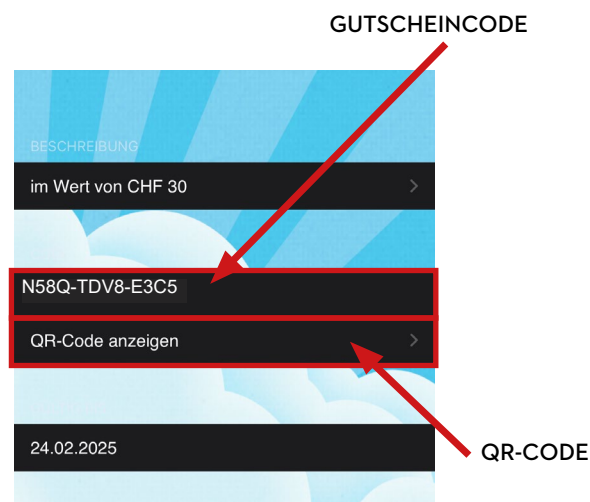 GUTSCHEINCODE
BESCHREIBUNG
im Wert von CHF 30
N58Q-TDV8-E3C5
QR-Code anzeigen
24.02.2025
QR-CODE